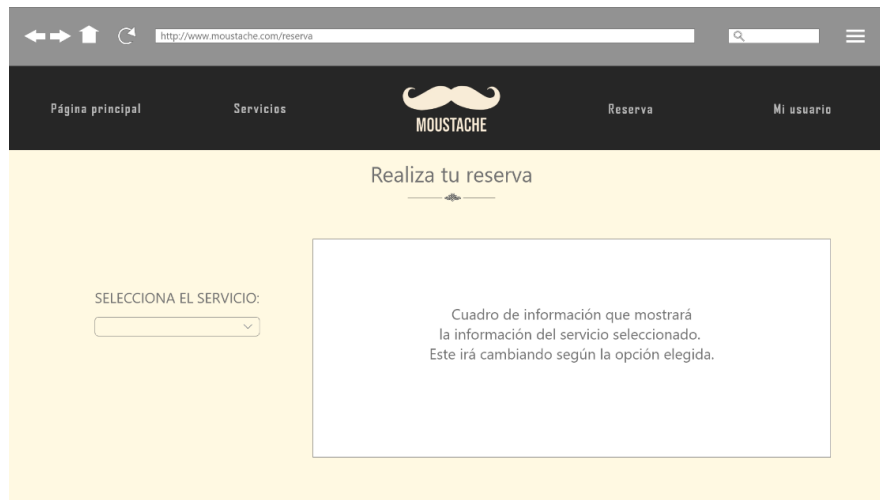 http://www.moustache.com/reserva
Página principal
Servicios
MOUSTACHE
Reserva
Mi usuario
Realiza tu reserva
SELECCIONA EL SERVICIO:
Cuadro de información que mostrará
la información del servicio seleccionado.
Este irá cambiando según la opción elegida.